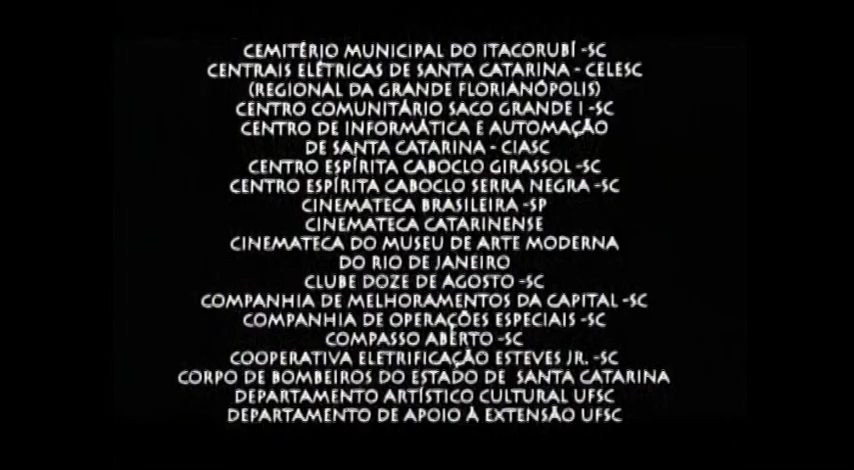 CEMITÉRIO MUNICIPAL DO ITACORUBÍ -SC
CENTRAIS ELÉTRICAS DE SANTA CATARINA - CELESC
(REGIONAL DA GRANDE FLORIANÓPOLIS)
CENTRO COMUNITÁRIO SACO GRANDE I -SC
CENTRO DE INFORMÁTICA E AUTOMAÇÃO
DE SANTA CATARINA - CIASC
CENTRO ESPÍRITA CABOCLO GIRASSOL -SC
CENTRO ESPÍRITA CABOCLO SERRA NEGRA -SC
CINEMATECA BRASILEIRA -SP
CINEMATECA CATARINENSE
CINEMATECA DO MUSEU DE ARTE MODERNA
DO RIO DE JANEIRO
CLUBE DOZE DE AGOSTO -SC
COMPANHIA DE MELHORAMENTOS DA CAPITAL -SC
COMPANHIA DE OPERAÇÕES ESPECIAIS -SC
COMPASSO ABERTO -SC
COOPERATIVA ELETRIFICAÇÃO ESTEVES JR. -SC
CORPO DE BOMBEIROS DO ESTADO DE SANTA CATARINA
DEPARTAMENTO ARTÍSTICO CULTURAL UFSC
DEPARTAMENTO DE APOIO À EXTENSÃO UFSC